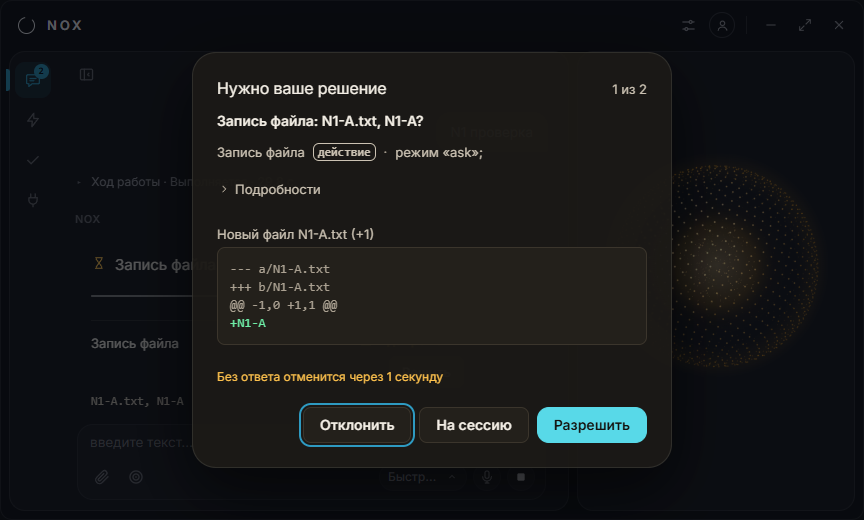 NOX
2
Нужно ваше решение
1 из 2
Запись файла: N1-A.txt, N1-A?
Запись файла действие · режим «ask»;
Подробности
Новый файл N1-A.txt (+1)
--- a/N1-A.txt
+++ b/N1-A.txt
@@ -1,0 +1,1 @@
+N1-A
Без ответа отменится через 1 секунду
Отклонить
На сессию
Разрешить
· Ход работы · Вып
NOX
Запись фай
Запись файла
N1-A.txt, N1-A
введите текст...
Быстр...